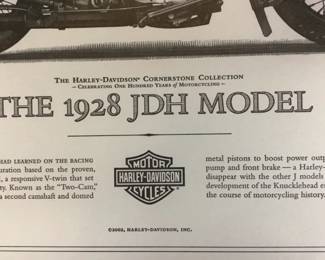 THE HARLEY-DAVIDSON® CORNERSTONE COLLECTION
~ CELEBRATING ONE HUNDRED YEARS of MOTORCYCLING ~
THE 1928 JDH MODEL
EAD LEARNED ON THE RACING
uration based on the proven,
, a responsive V-twin that set
ty. Known as the “Two-Cam,”
a second camshaft and domed
MOTOR
HARLEY-DAVIDSON
CYCLES
©2002, HARLEY-DAVIDSON, INC.
metal pistons to boost power outp
pump and front brake — a Harley-
disappear with the other J models
development of the Knucklehead e
the course of motorcycling history.